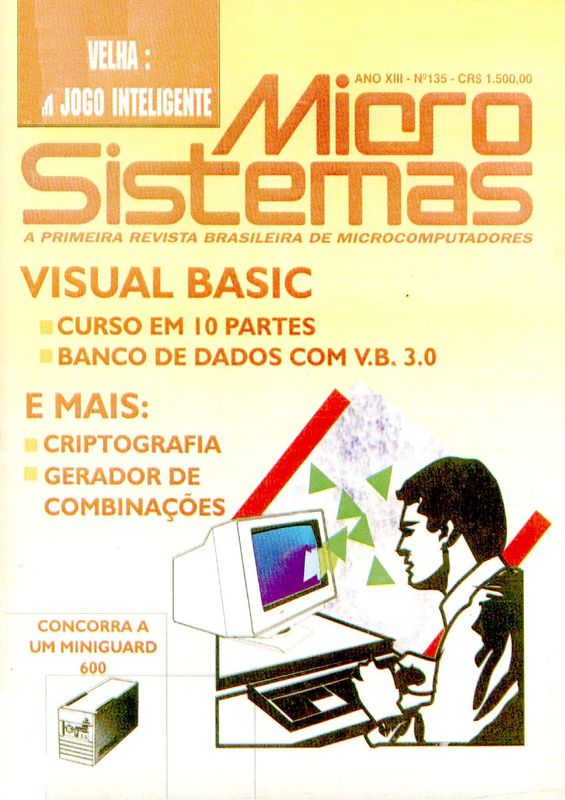 VELHA :
JOGO INTELIGENTE
ANO XIII - Nº135 - CR$ 1.500,00
Micro
Sistemas
A PRIMEIRA REVISTA BRASILEIRA DE MICROCOMPUTADORES
VISUAL BASIC
CURSO EM 10 PARTES
BANCO DE DADOS COM V.B. 3.0
E MAIS:
CRIPTOGRAFIA
GERADOR DE
COMBINAÇÕES
CONCORRA A
UM MINIGUARD
600